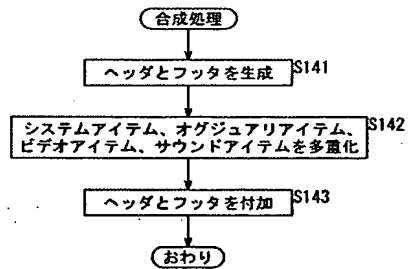 合成処理
ヘッダとフッタを生成
S141
システムアイテム、オグジュアリアイテム、
ビデオアイテム、サウンドアイテムを多重化
S142
ヘッダとフッタを付加
S143
おわり